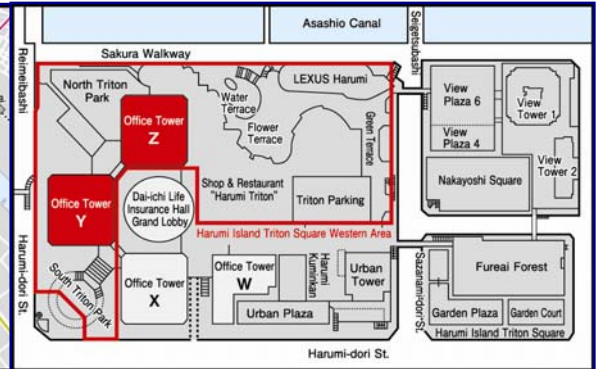 Asashio Canal
Sakura Walkway
Reimeibashi
Seigetsubashi
North Triton
Park
Water
Terrace
LEXUS Harumi
Flower
Terrace
Green Terrace
Office Tower
Z
Office Tower
Y
Dai-ichi Life
Insurance Hall
Grand Lobby
Shop & Restaurant
"Harumi Triton"
Triton Parking
Harumi Island Triton Square Western Area
View
Plaza 6
View
Tower 1
View
Plaza 4
View
Tower 2
Nakayoshi Square
Harumi-dori St.
South Triton Park
Office Tower
X
Office Tower
W
Harumi
Kuminkan
Urban
Tower
Urban Plaza
Sazanami-dori St.
Fureai Forest
Garden Plaza
Garden Court
Harumi Island Triton Square
Harumi-dori St.